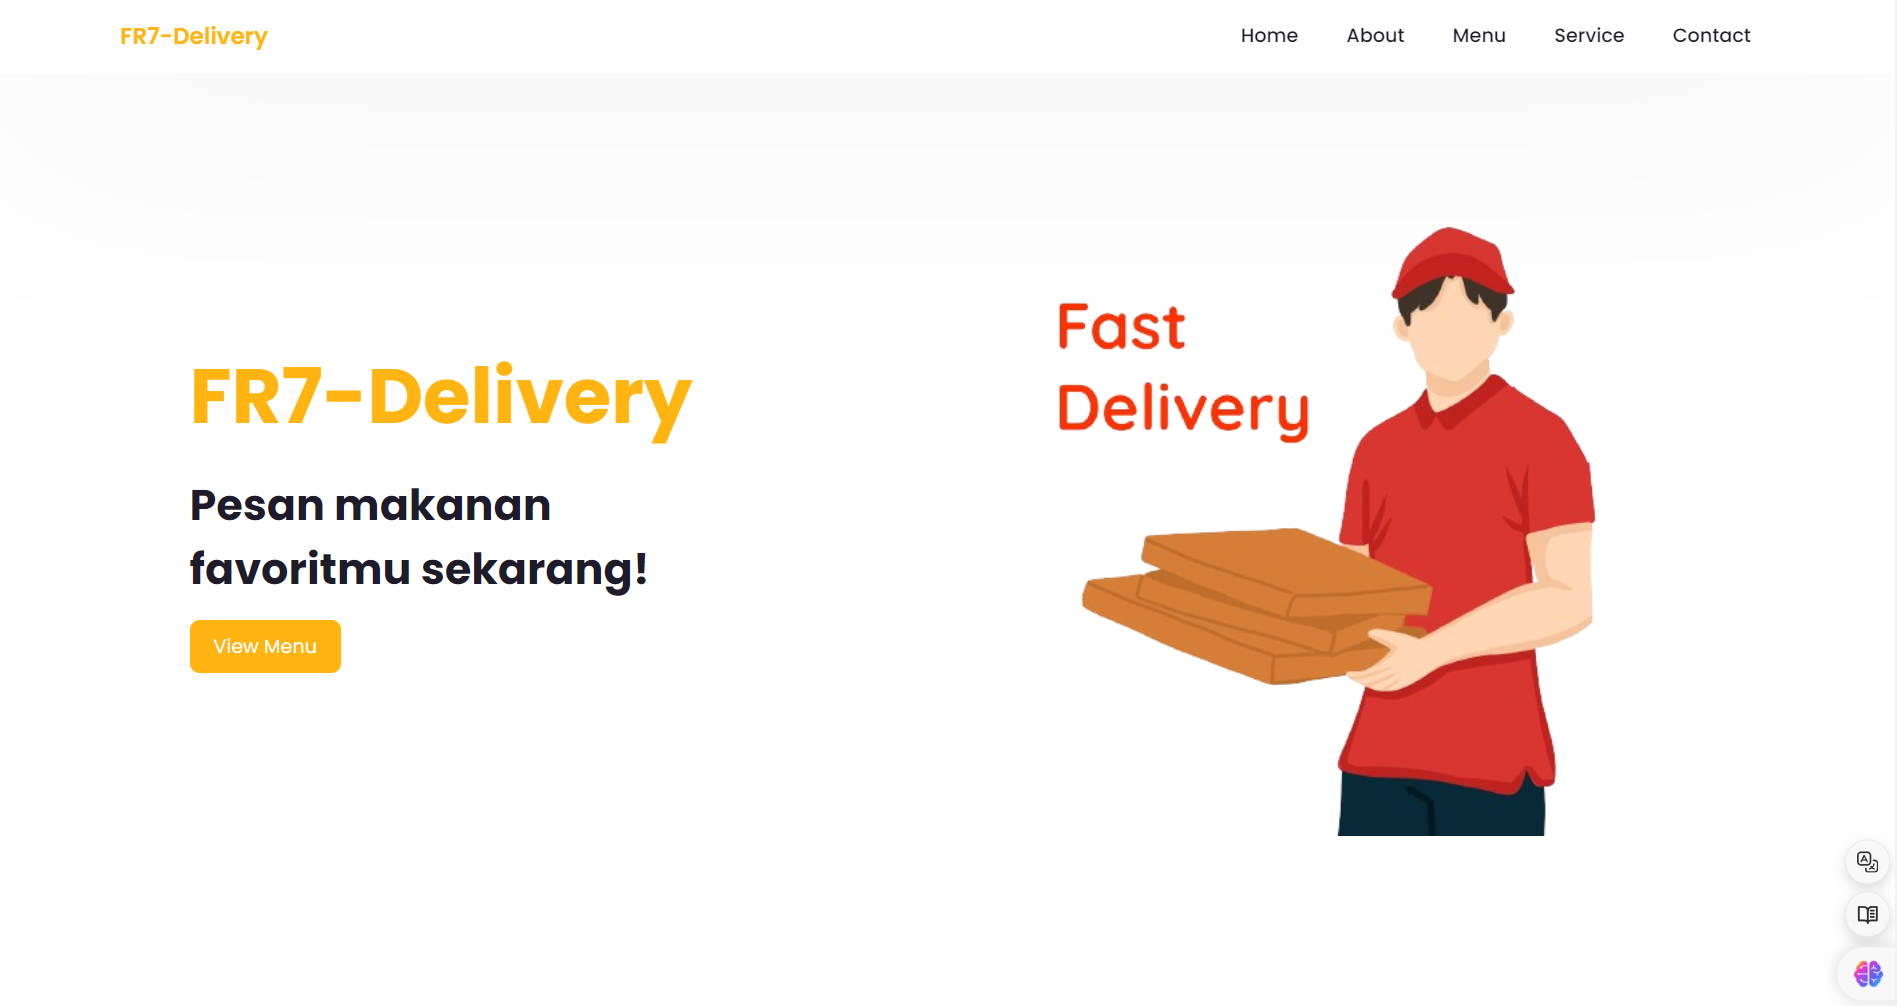 FR7-Delivery
Home
About
Menu
Service
Contact
FR7-Delivery
Pesan makanan
favoritmu sekarang!
View Menu
Fast
Delivery